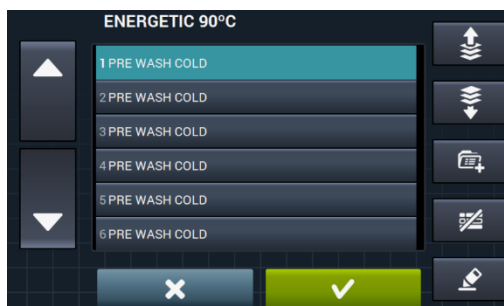 ENERGETIC 90ºC
1 PRE WASH COLD
2 PRE WASH COLD
3 PRE WASH COLD
4 PRE WASH COLD
5 PRE WASH COLD
6 PRE WASH COLD